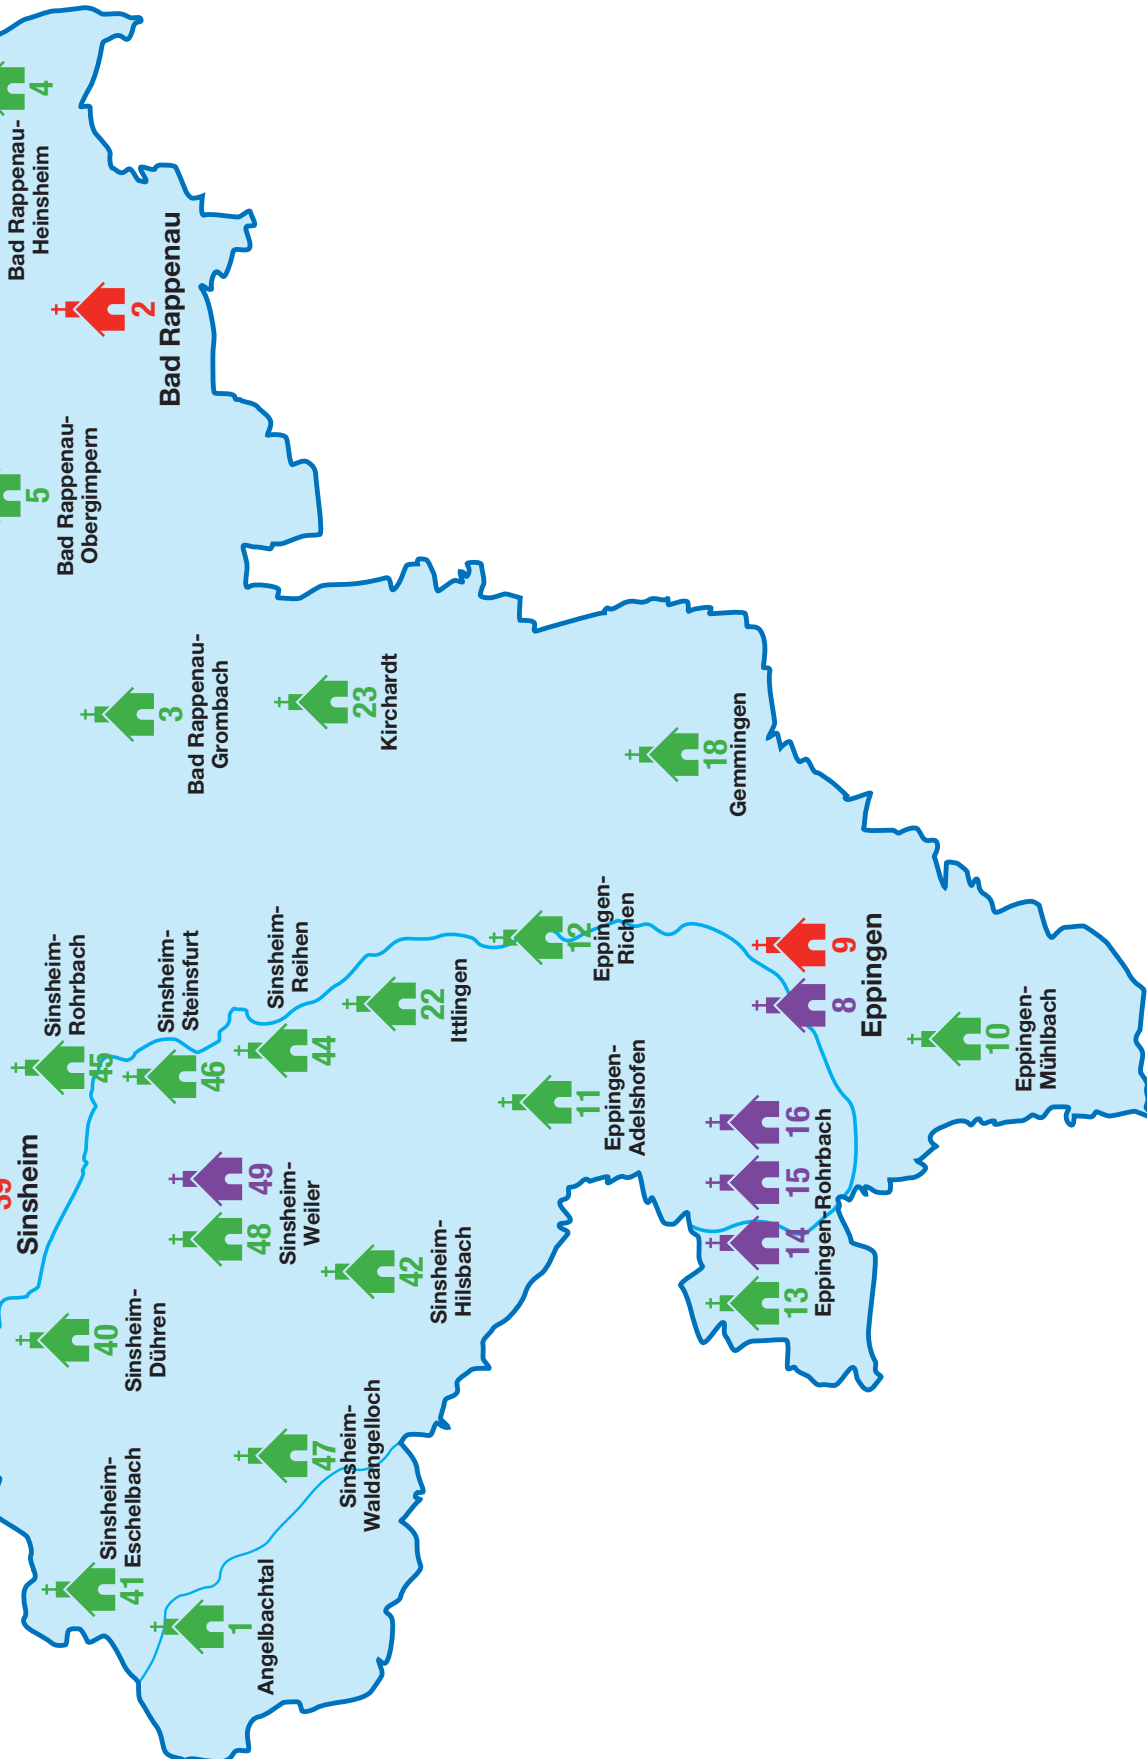 4
Bad Rappenau-
Heinsheim
2
Bad Rappenau
5
Bad Rappenau-
Obergimpern
3
Bad Rappenau-
Grombach
23
Kirchardt
18
Gemmingen
39
Sinsheim
45
Sinsheim-
Rohrbach
46
Sinsheim-
Steinsfurt
44
Sinsheim-
Reihen
22
Ittlingen
12
Eppingen-
Richen
9
8
Eppingen
10
Eppingen-
Mühlbach
11
Eppingen-
Adelshofen
13 14 15 16
Eppingen-Rohrbach
48 49
Sinsheim-
Weiler
42
Sinsheim-
Hilsbach
40
Sinsheim-
Dühren
47
Sinsheim-
Waldangelloch
41
Sinsheim-
Eschelbach
1
Angelbachtal